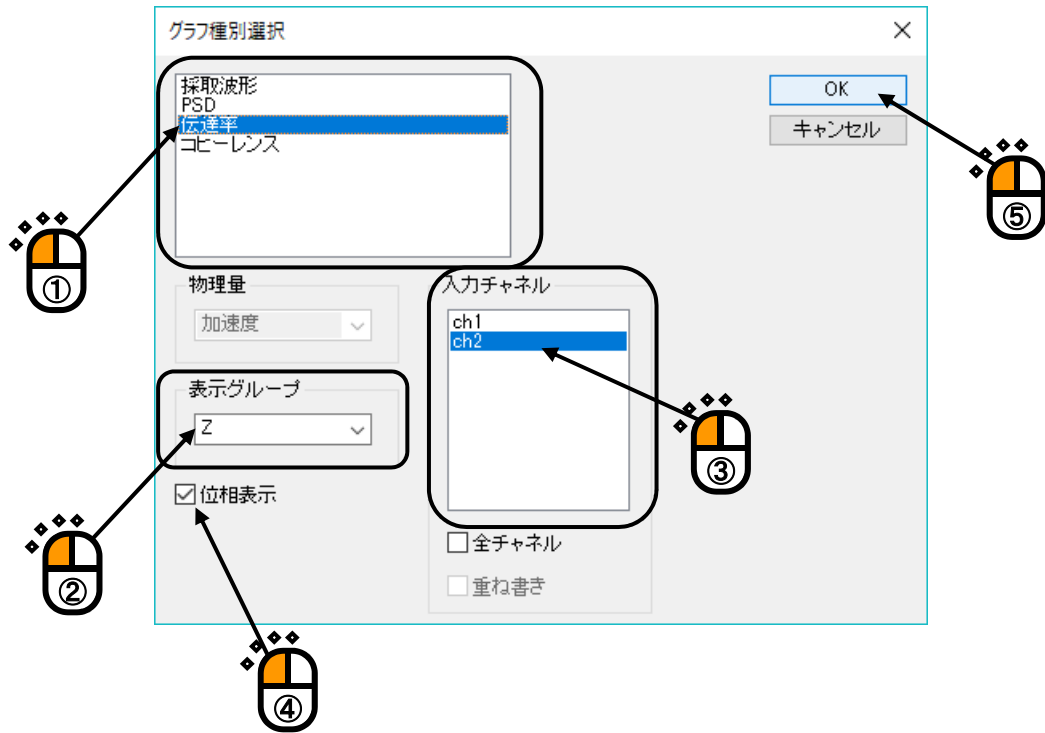 グラフ種別選択
採取波形
PSD
伝達率
コヒーレンス
OK
キャンセル
⑤
①
物理量
加速度
入力チャネル
ch1
ch2
表示グループ
Z
③
位相表示
②
全チャネル
重ね書き
④